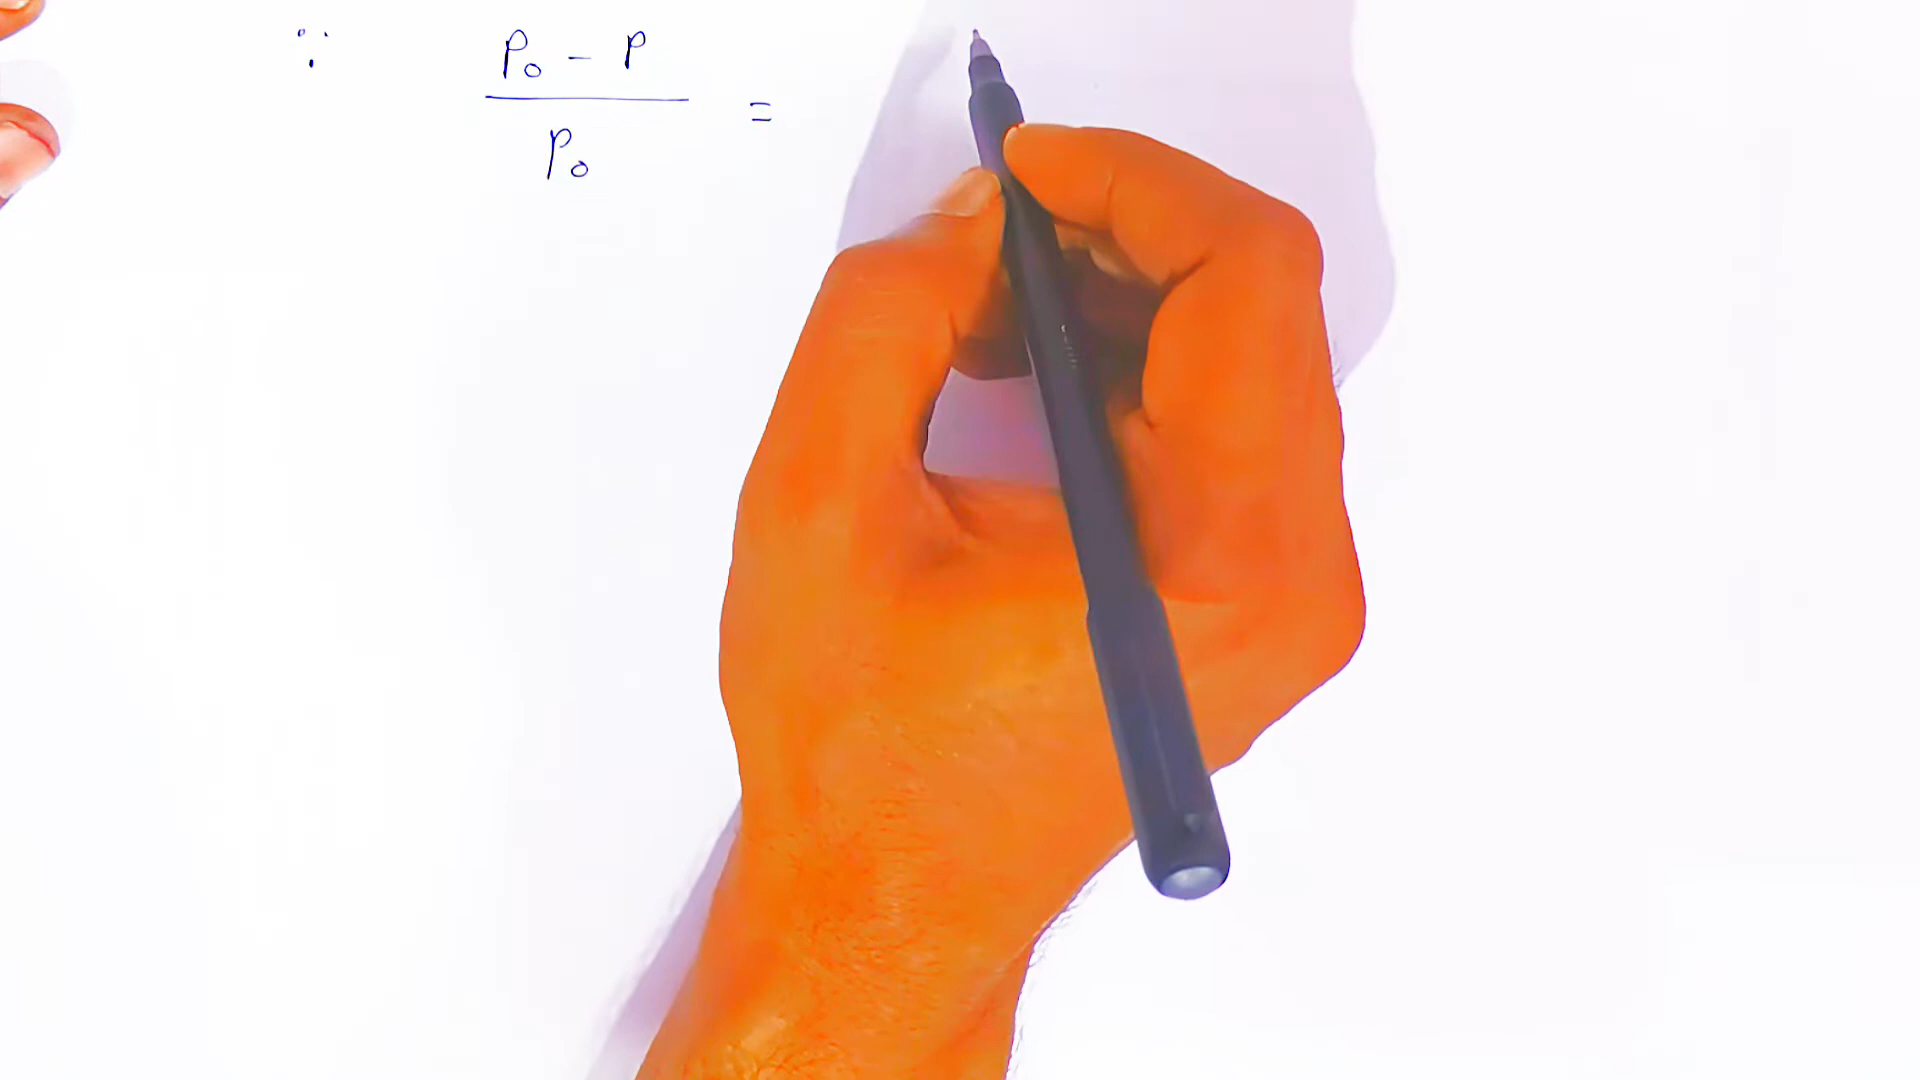 ∵ P₀ - P
=
P₀